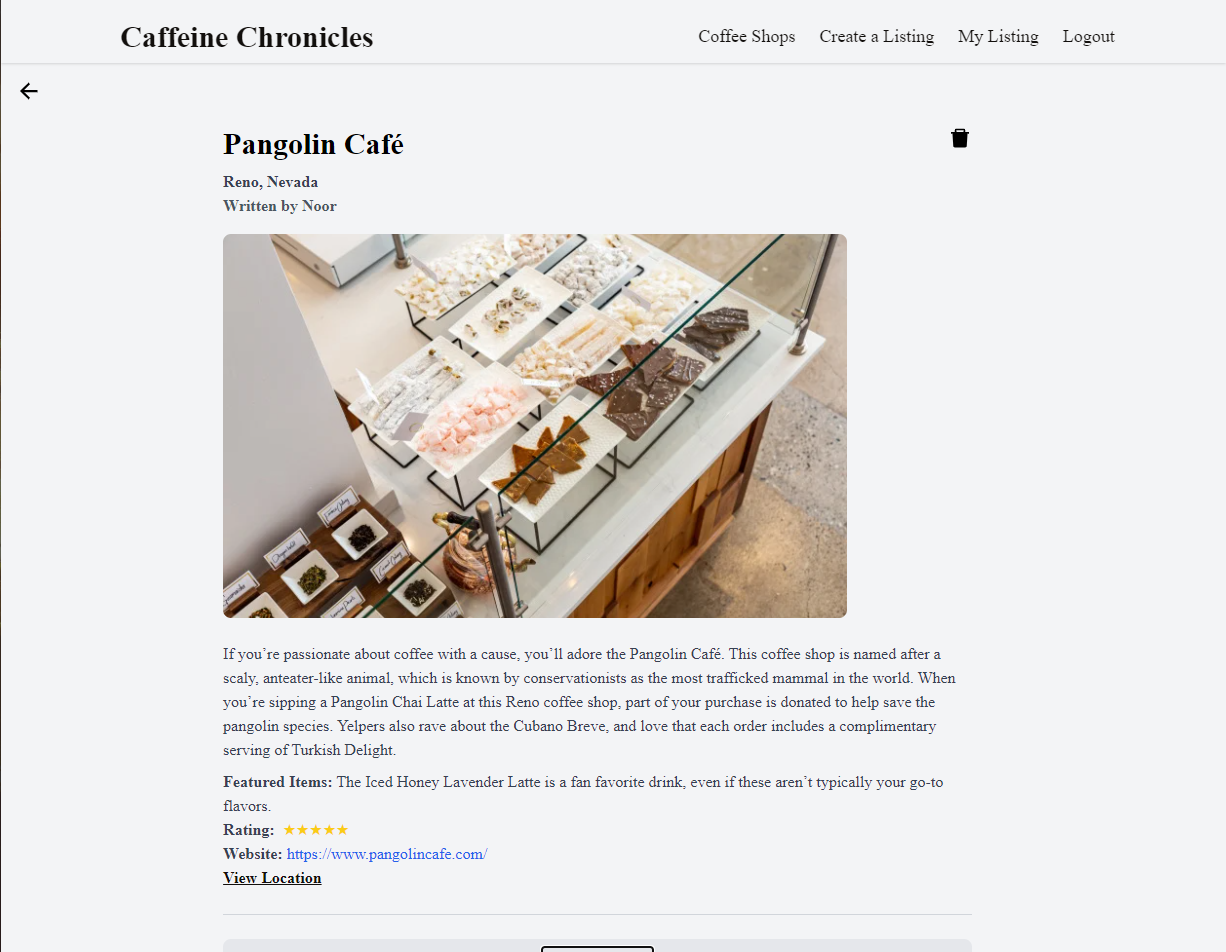 Caffeine Chronicles
Coffee Shops Create a Listing My Listing Logout
Pangolin Café
Reno, Nevada
Written by Noor
If you’re passionate about coffee with a cause, you’ll adore the Pangolin Café. This coffee shop is named after a
scaly, anteater-like animal, which is known by conservationists as the most trafficked mammal in the world. When
you’re sipping a Pangolin Chai Latte at this Reno coffee shop, part of your purchase is donated to help save the
pangolin species. Yelpers also rave about the Cubano Breve, and love that each order includes a complimentary
serving of Turkish Delight.
Featured Items: The Iced Honey Lavender Latte is a fan favorite drink, even if these aren’t typically your go-to
flavors.
Rating: ★★★★★
Website: https://www.pangolincafe.com/
View Location